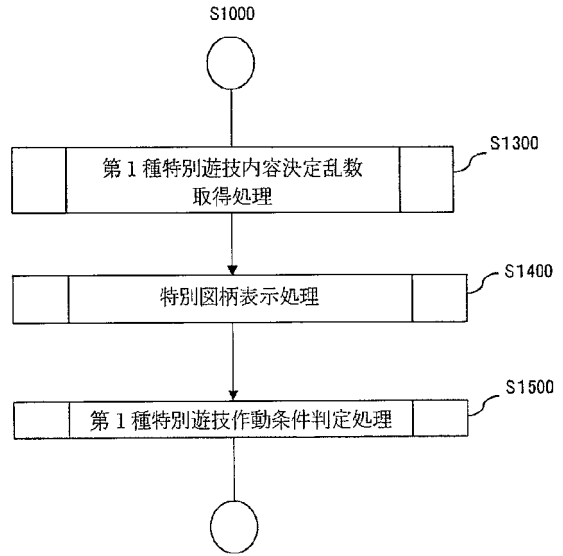 S1000
S1300
第1種特別遊技内容決定乱数
取得処理
S1400
特別図柄表示処理
S1500
第1種特別遊技作動条件判定処理